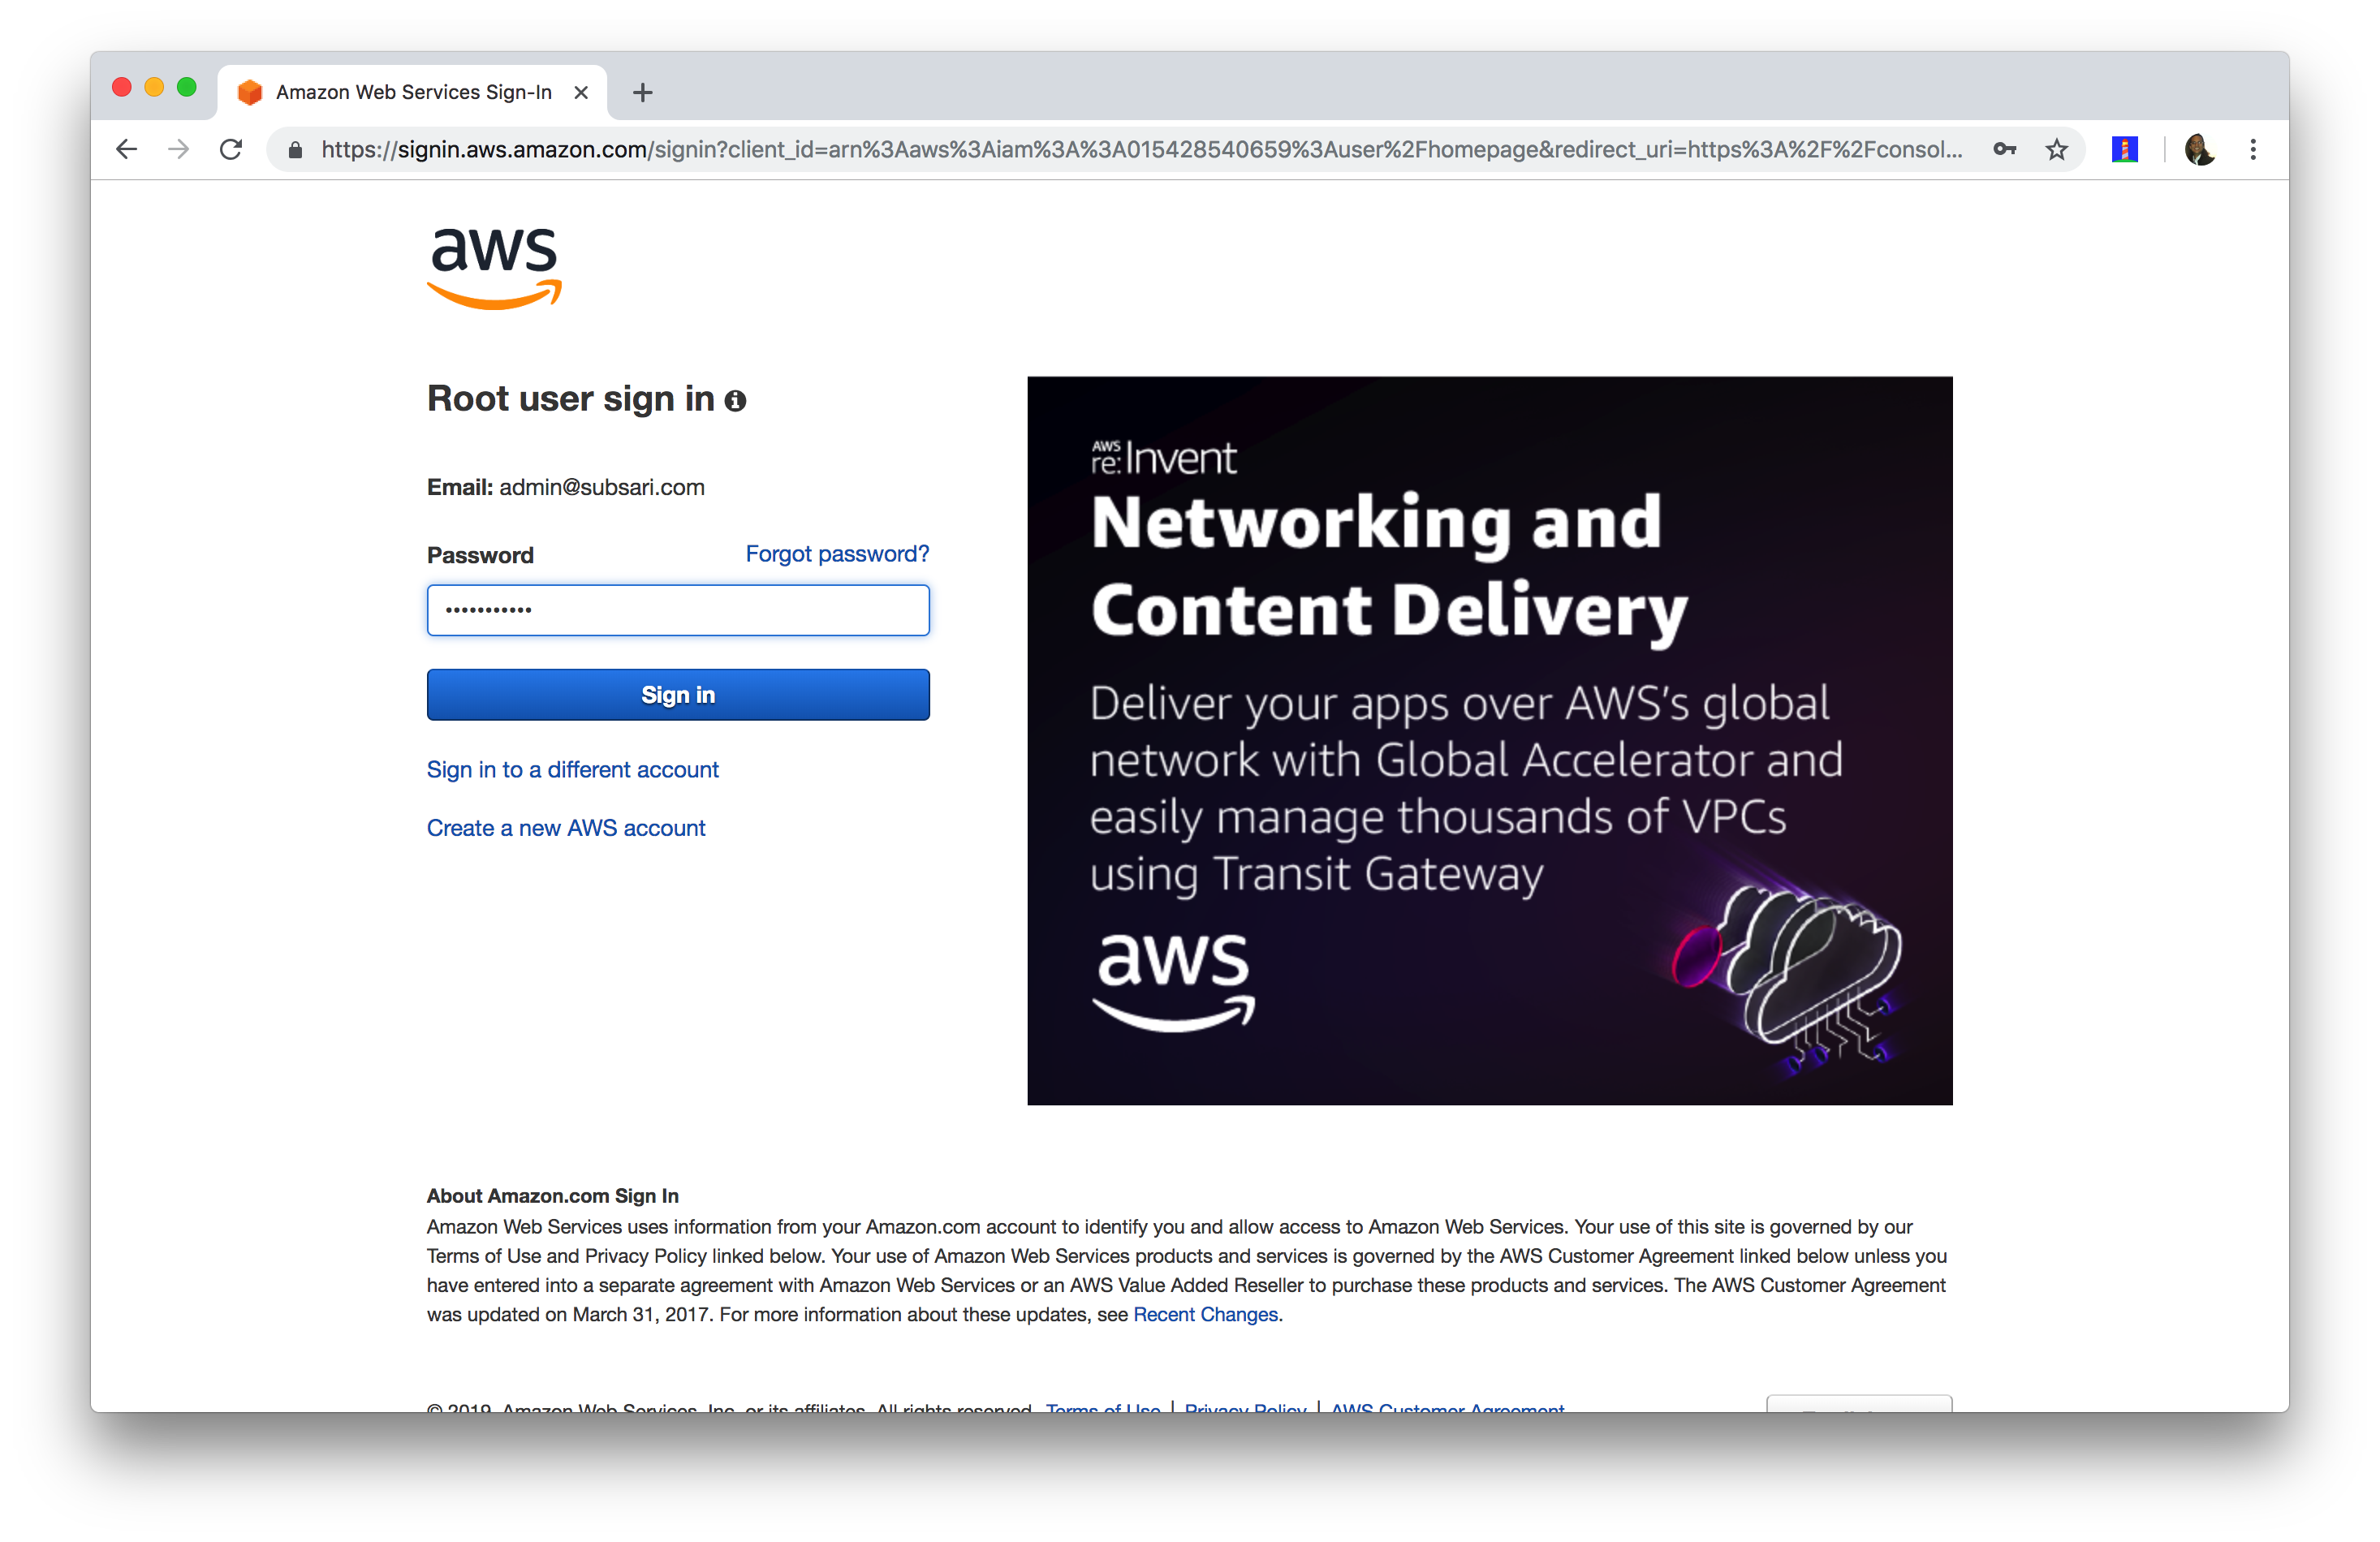 Amazon Web Services Sign-In
https://signin.aws.amazon.com/signin?client_id=arn%3Aaws%3Aiam%3A%3A015428540659%3Auser%2Fhomepage&redirect_uri=https%3A%2F%2Fconsol...
aws
Root user sign in
Email: admin@subsari.com
Password
Forgot password?
•••••••••••
Sign in
Sign in to a different account
Create a new AWS account
AWS
re:Invent
Networking and
Content Delivery
Deliver your apps over AWS's global
network with Global Accelerator and
easily manage thousands of VPCs
using Transit Gateway
aws
About Amazon.com Sign In
Amazon Web Services uses information from your Amazon.com account to identify you and allow access to Amazon Web Services. Your use of this site is governed by our
Terms of Use and Privacy Policy linked below. Your use of Amazon Web Services products and services is governed by the AWS Customer Agreement linked below unless you
have entered into a separate agreement with Amazon Web Services or an AWS Value Added Reseller to purchase these products and services. The AWS Customer Agreement
was updated on March 31, 2017. For more information about these updates, see Recent Changes.
© 2019, Amazon Web Services, Inc. or its affiliates. All rights reserved. Terms of Use | Privacy Policy | AWS Customer Agreement